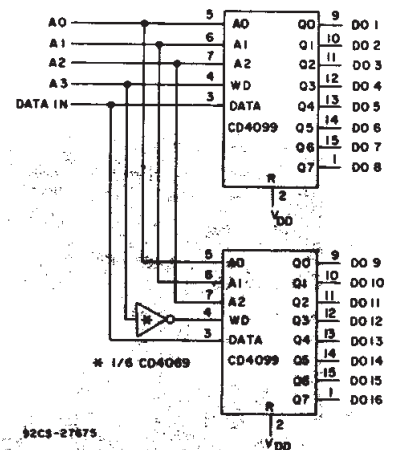 A0 5 A0 Q0 9 DO 1
A1 6 A1 Q1 10 DO 2
A2 7 A2 Q2 11 DO 3
A3 4 WD Q3 12 DO 4
DATA IN 3 DATA Q4 13 DO 5
CD4099 Q5 14 DO 6
Q6 15 DO 7
Q7 1 DO 8
R
2
VDD
5 A0 Q0 9 DO 9
6 A1 Q1 10 DO 10
7 A2 Q2 11 DO 11
* 4 WD Q3 12 DO 12
3 DATA Q4 13 DO 13
* 1/6 CD4069 CD4099 Q5 14 DO 14
Q6 15 DO 15
Q7 1 DO 16
R
2
92CS-27675 VDD